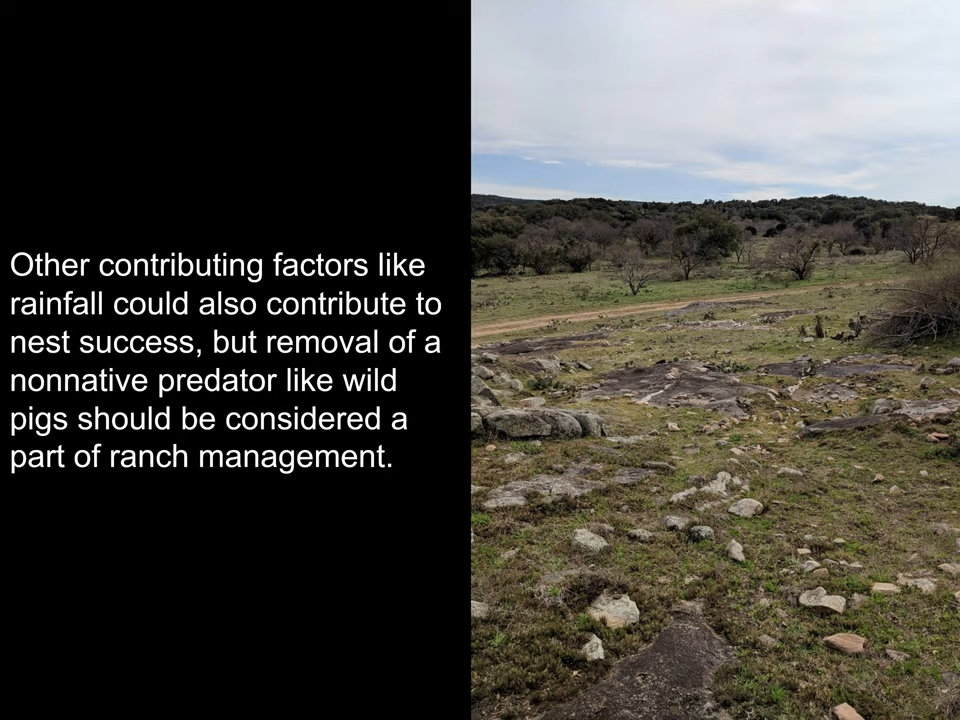 Other contributing factors like
rainfall could also contribute to
nest success, but removal of a
nonnative predator like wild
pigs should be considered a
part of ranch management.